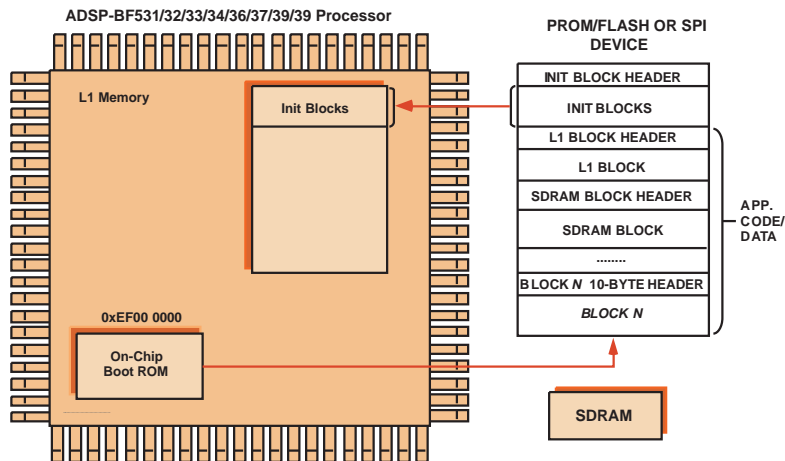 ADSP-BF531/32/33/34/36/37/39/39 Processor
PROM/FLASH OR SPI
DEVICE
L1 Memory
Init Blocks
INIT BLOCK HEADER
INIT BLOCKS
L1 BLOCK HEADER
L1 BLOCK
SDRAM BLOCK HEADER
SDRAM BLOCK
........
BLOCK N 10-BYTE HEADER
BLOCK N
APP.
CODE/
DATA
0xEF00 0000
On-Chip
Boot ROM
SDRAM